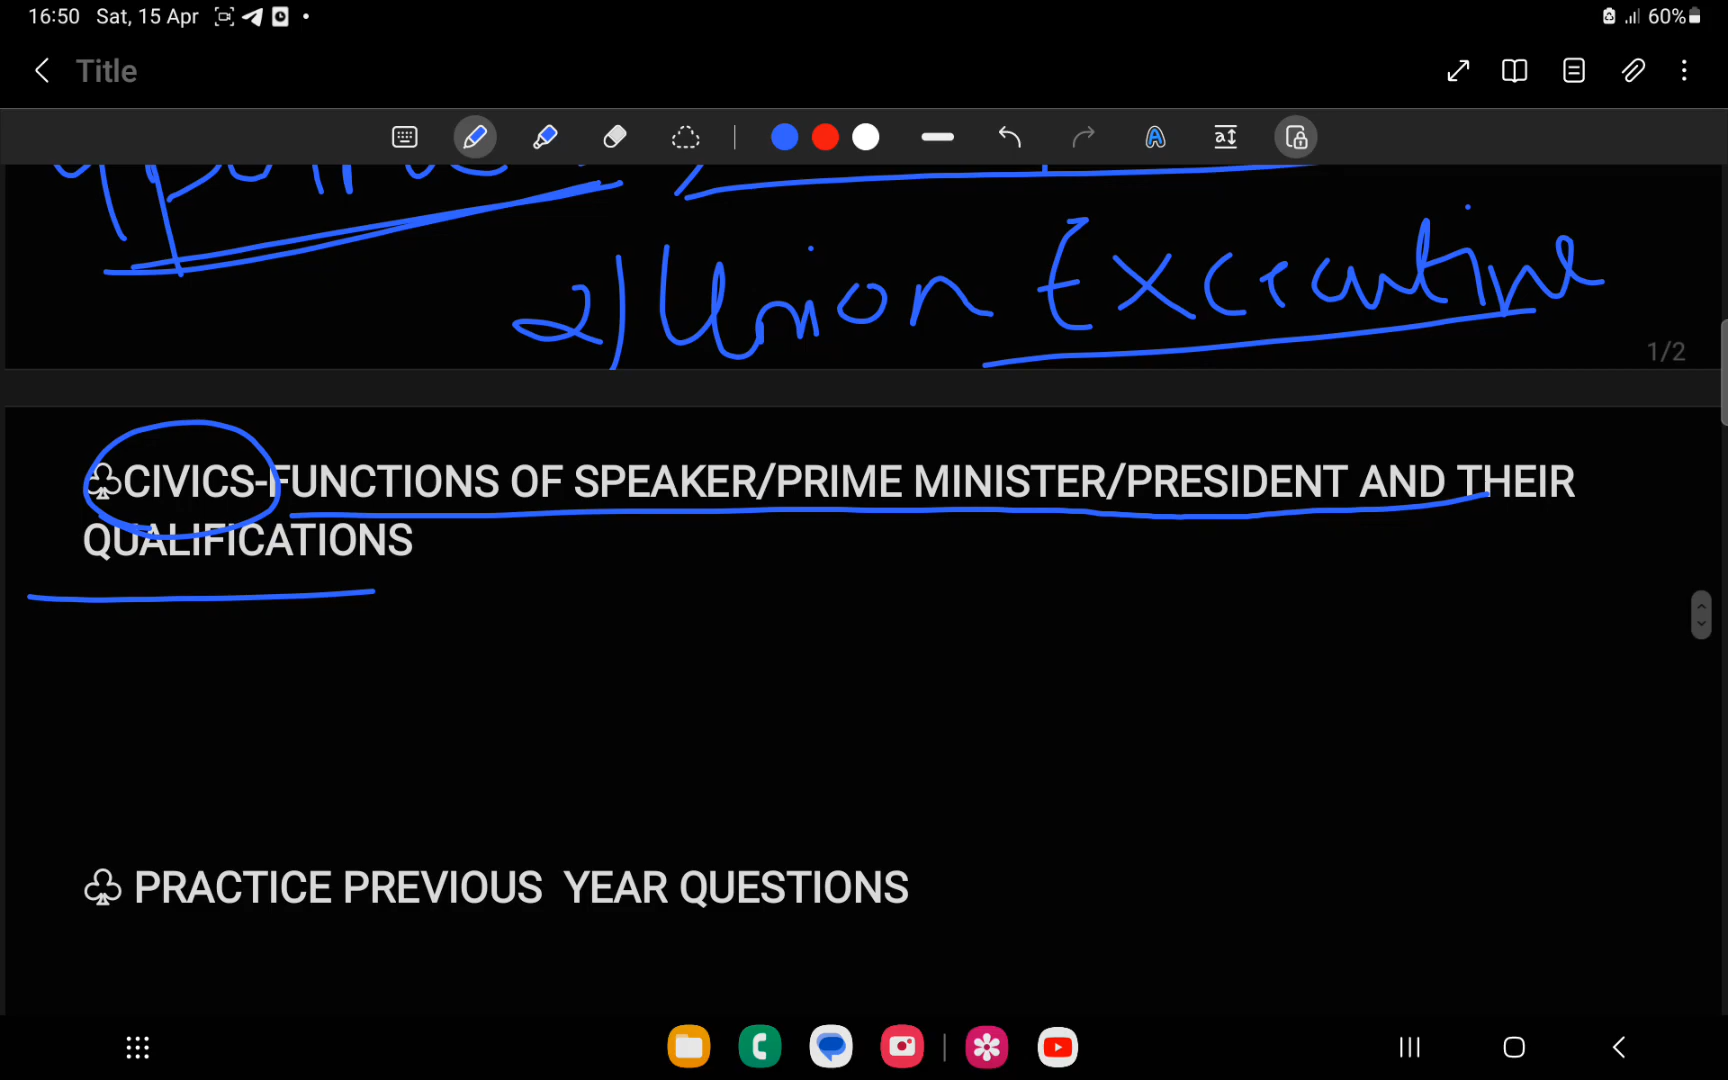 16:50 Sat, 15 Apr 60%
Title
2) Union Executive
1/2
♧CIVICS-FUNCTIONS OF SPEAKER/PRIME MINISTER/PRESIDENT AND THEIR
QUALIFICATIONS
♧ PRACTICE PREVIOUS YEAR QUESTIONS